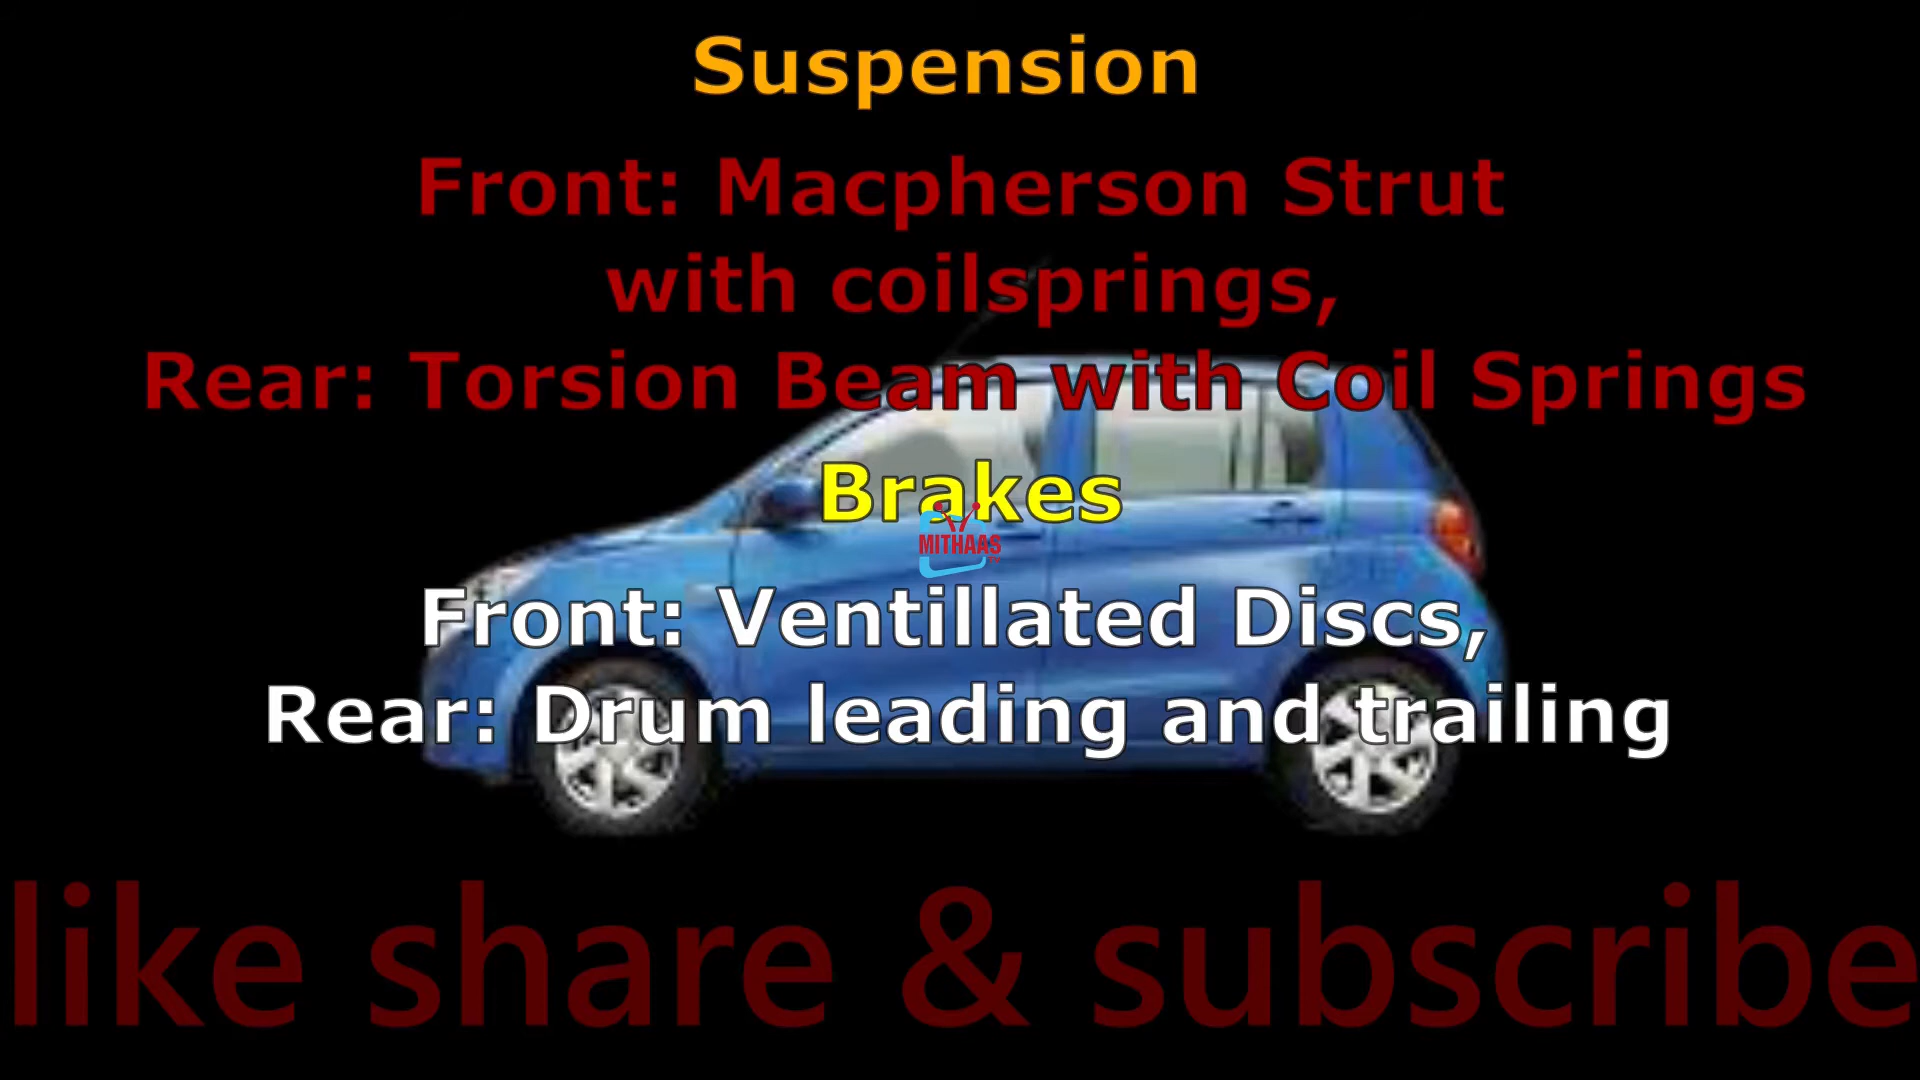 Suspension
Front: Macpherson Strut
with coilsprings,
Rear: Torsion Beam with Coil Springs
Brakes
MITHAAS
Front: Ventillated Discs,
Rear: Drum leading and trailing
like share & subscribe